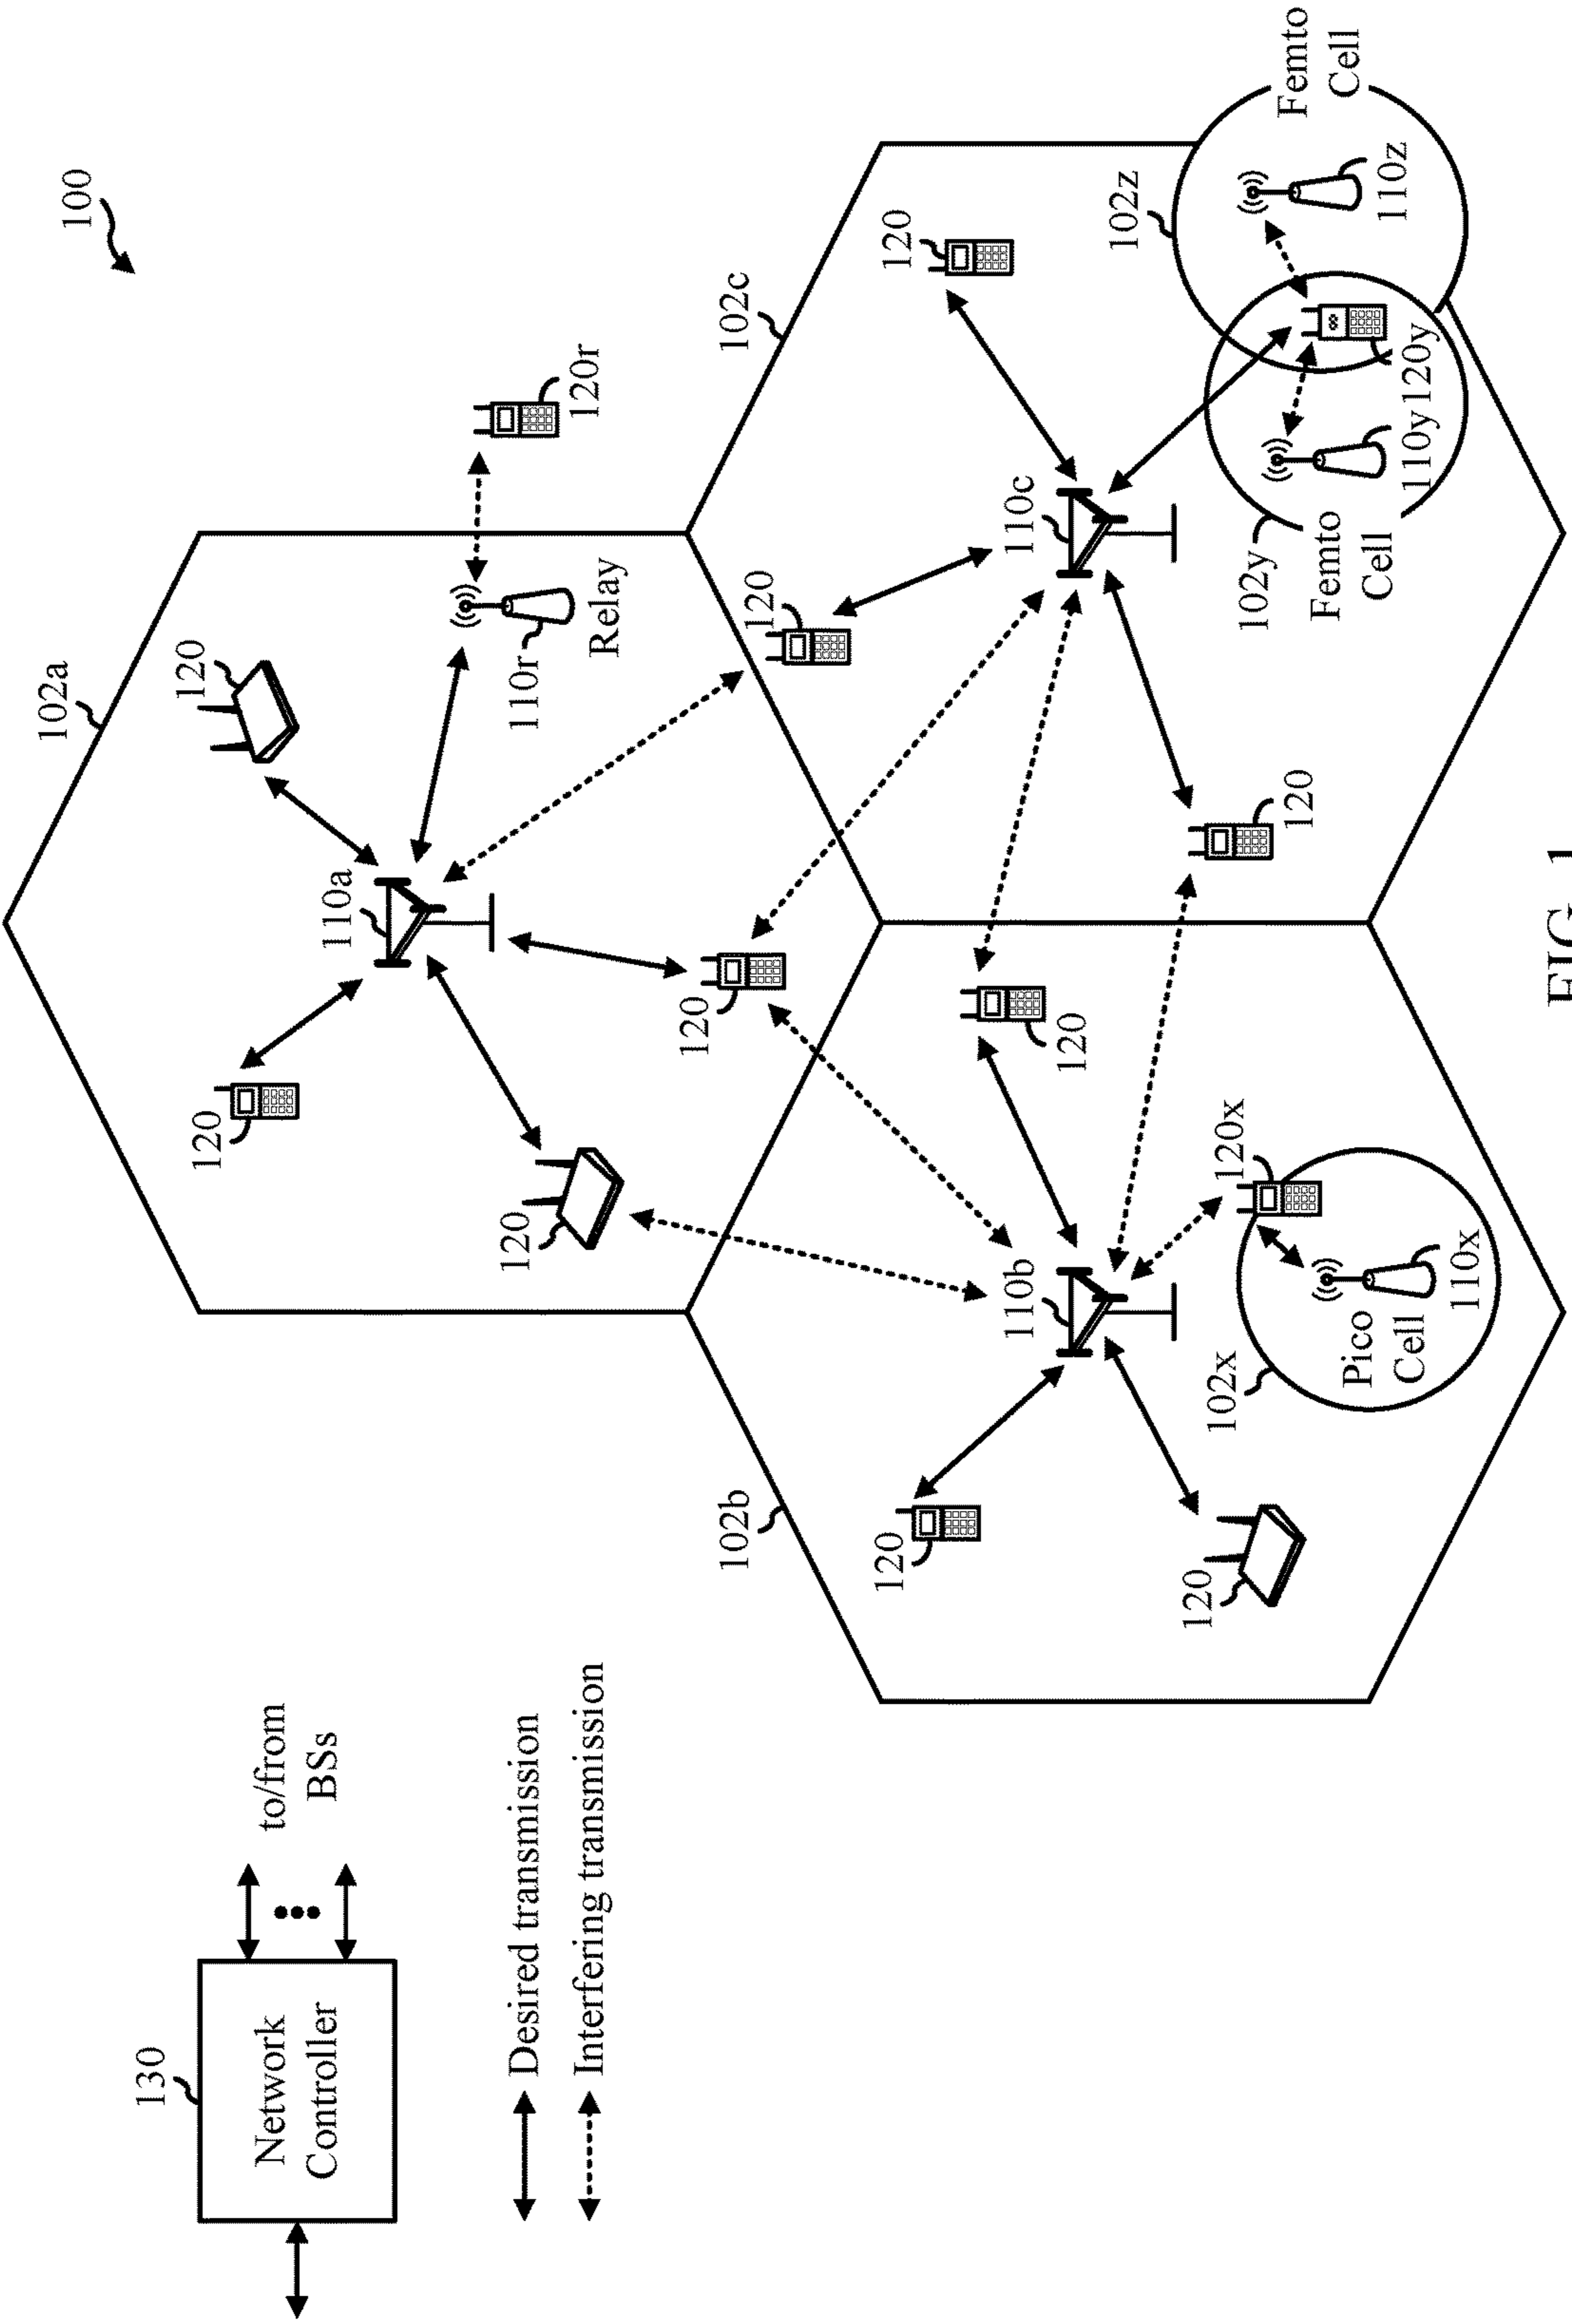 100
102a
130
120
120
Network
Controller
to/from
BSs
110a
120
110r
Relay
120r
Desired transmission
Interfering transmission
120
102b
102c
120
120
120
110b
110c
120
102z
120
102x
120x
102y
120
Femto
Cell
Femto
Cell
Pico
Cell
110z
110y
120y
110x